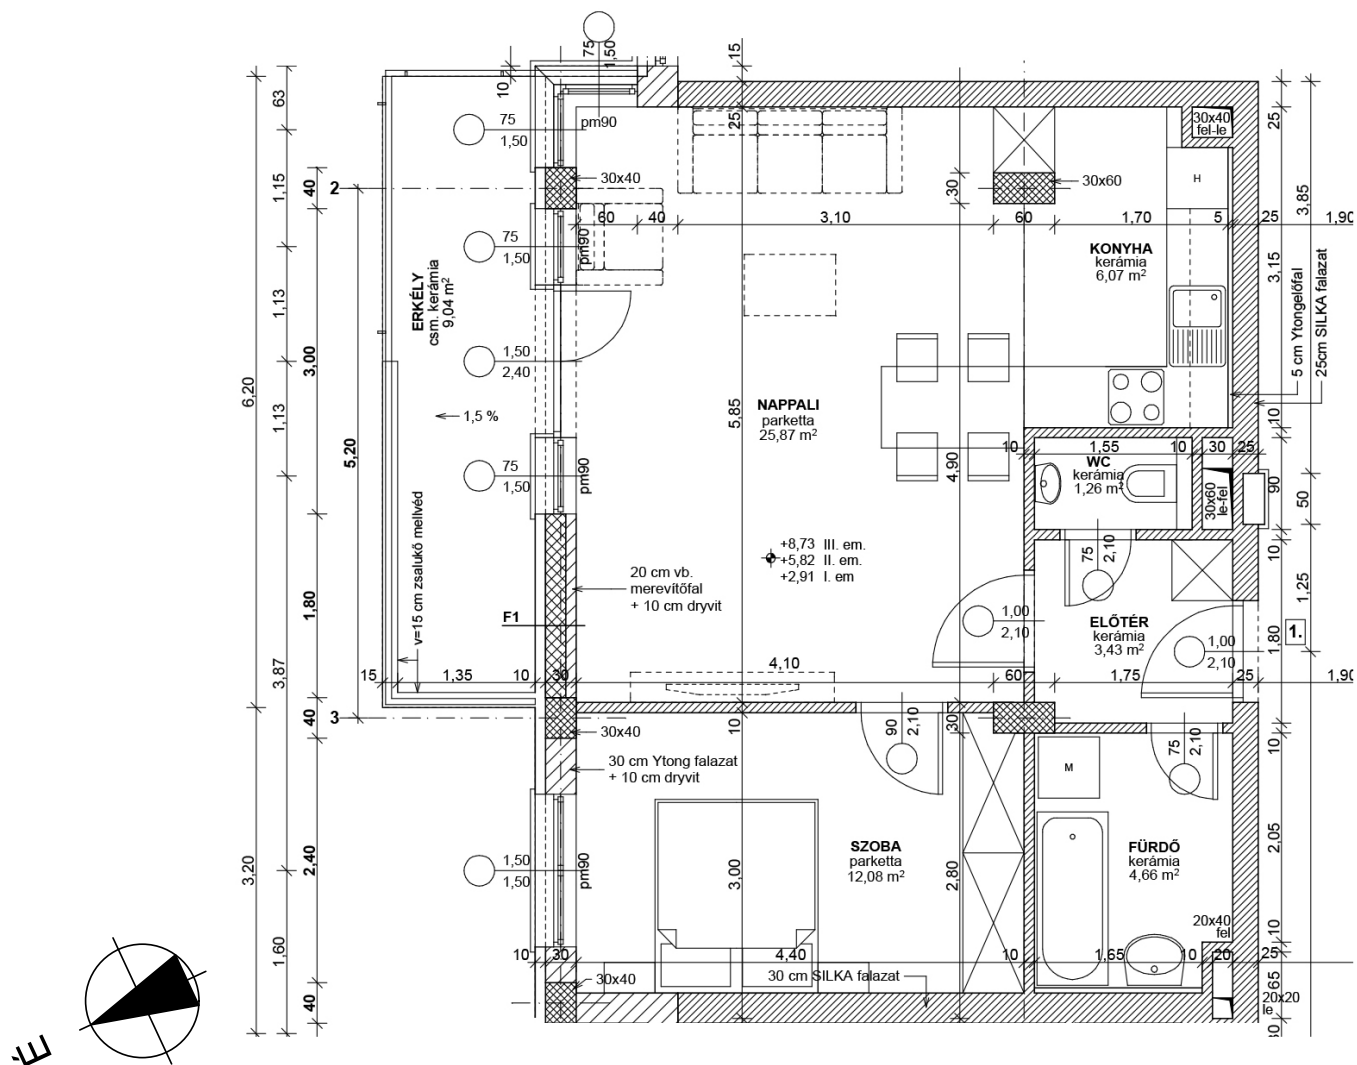 75
1,50
15
63
10
75
1,50
pm90
25
30x40
fel-le
25
1,15
40
2
30x40
30
30x60
H
3,85
60
40
3,10
60
1,70
5
25
1,90
75
1,50
pm90
KONYHA
kerámia
6,07 m²
3,15
ERKÉLY
csm. kerámia
9,04 m²
1,13
3,00
1,50
2,40
6,20
5 cm Ytongelőfal
25cm SILKA falazat
1,5 %
1,13
5,20
NAPPALI
parketta
25,87 m²
5,85
4,90
10
10
1,55
10
30
25
WC
kerámia
1,26 m²
75
1,50
pm90
30x60
le-fel
90
50
v=15 cm zsalukő mellvéd
+8,73 III. em.
+5,82 II. em.
+2,91 I. em
75
2,10
10
1,25
20 cm vb.
merevítőfal
+ 10 cm dryvit
1,80
F1
1,00
2,10
ELŐTÉR
kerámia
3,43 m²
1,00
2,10
1,80
1.
3,87
15
1,35
10
30
4,10
60
1,75
25
1,90
40
3
30x40
10
90
2,10
30
75
2,10
10
30 cm Ytong falazat
+ 10 cm dryvit
M
3,20
2,40
1,50
1,50
pm90
SZOBA
parketta
12,08 m²
3,00
2,80
FÜRDŐ
kerámia
4,66 m²
2,05
20x40
fel
10
1,60
10
30
4,40
10
1,65
10
20
25
30x40
30 cm SILKA falazat
65
20x20
le
40
30
É